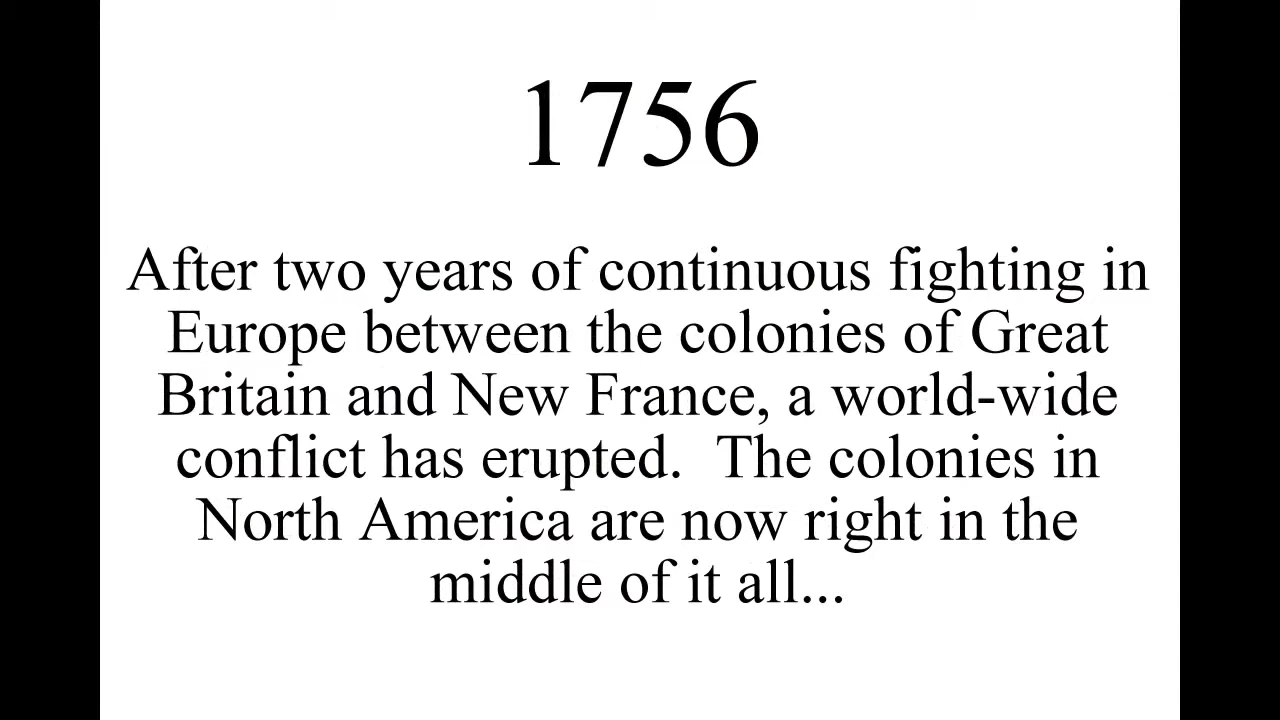 1756
After two years of continuous fighting in
Europe between the colonies of Great
Britain and New France, a world-wide
conflict has erupted.  The colonies in
North America are now right in the
middle of it all...